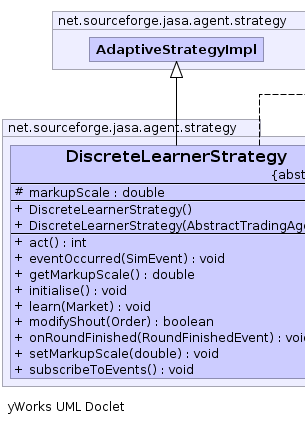 net.sourceforge.jasa.agent.strategy
AdaptiveStrategyImpl
net.sourceforge.jasa.agent.strategy
DiscreteLearnerStrategy
{abst
# markupScale : double
+ DiscreteLearnerStrategy()
+ DiscreteLearnerStrategy(AbstractTradingAge
+ act() : int
+ eventOccurred(SimEvent) : void
+ getMarkupScale() : double
+ initialise() : void
+ learn(Market) : void
+ modifyShout(Order) : boolean
+ onRoundFinished(RoundFinishedEvent) : void
+ setMarkupScale(double) : void
+ subscribeToEvents() : void
yWorks UML Doclet